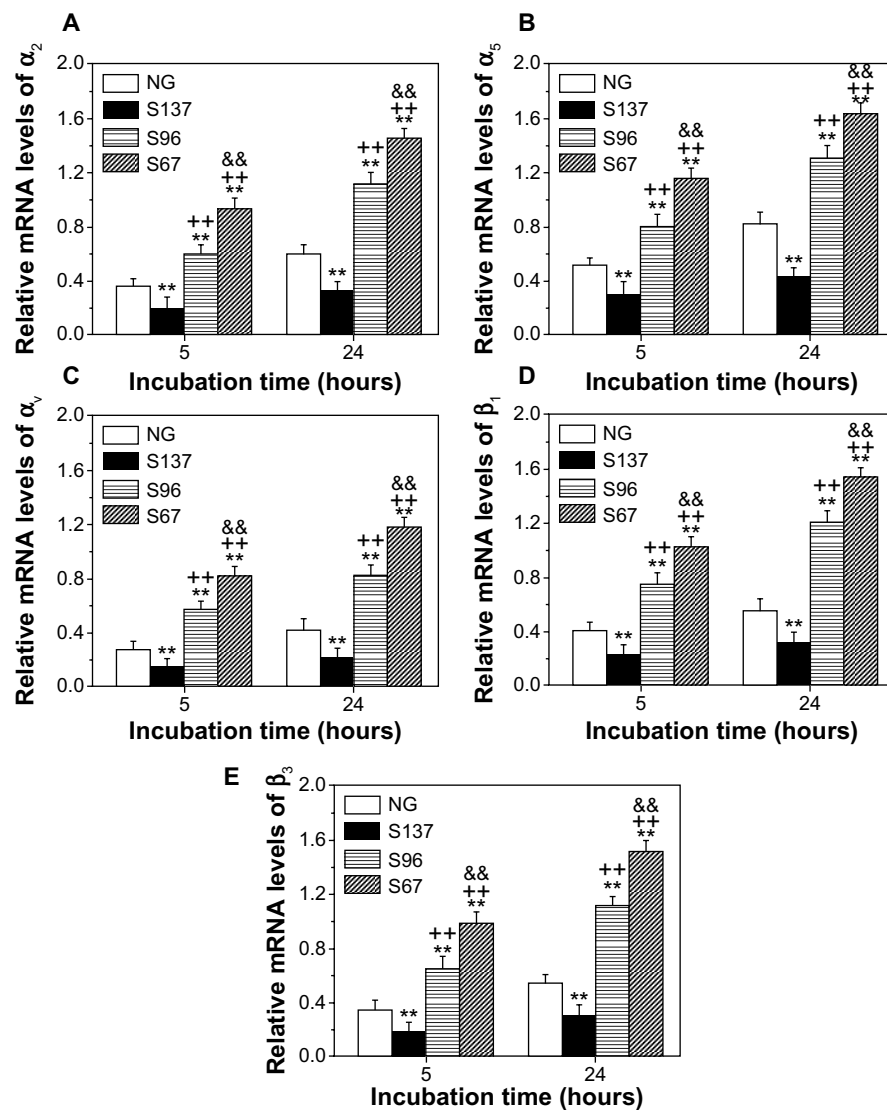 A
Relative mRNA levels of α2
2.0
1.6
1.2
0.8
0.4
0.0
NG
S137
S96
S67
**
++
**
&&
++
**
**
++
**
&&
++
**
5
24
Incubation time (hours)
B
Relative mRNA levels of α5
2.0
1.6
1.2
0.8
0.4
0.0
NG
S137
S96
S67
**
++
**
&&
++
**
**
++
**
&&
++
**
5
24
Incubation time (hours)
C
Relative mRNA levels of αv
2.0
1.6
1.2
0.8
0.4
0.0
NG
S137
S96
S67
**
++
**
&&
++
**
**
++
**
&&
++
**
5
24
Incubation time (hours)
D
Relative mRNA levels of β1
2.0
1.6
1.2
0.8
0.4
0.0
NG
S137
S96
S67
**
++
**
&&
++
**
**
++
**
&&
++
**
5
24
Incubation time (hours)
E
Relative mRNA levels of β3
2.0
1.6
1.2
0.8
0.4
0.0
NG
S137
S96
S67
**
++
**
&&
++
**
**
++
**
&&
++
**
5
24
Incubation time (hours)